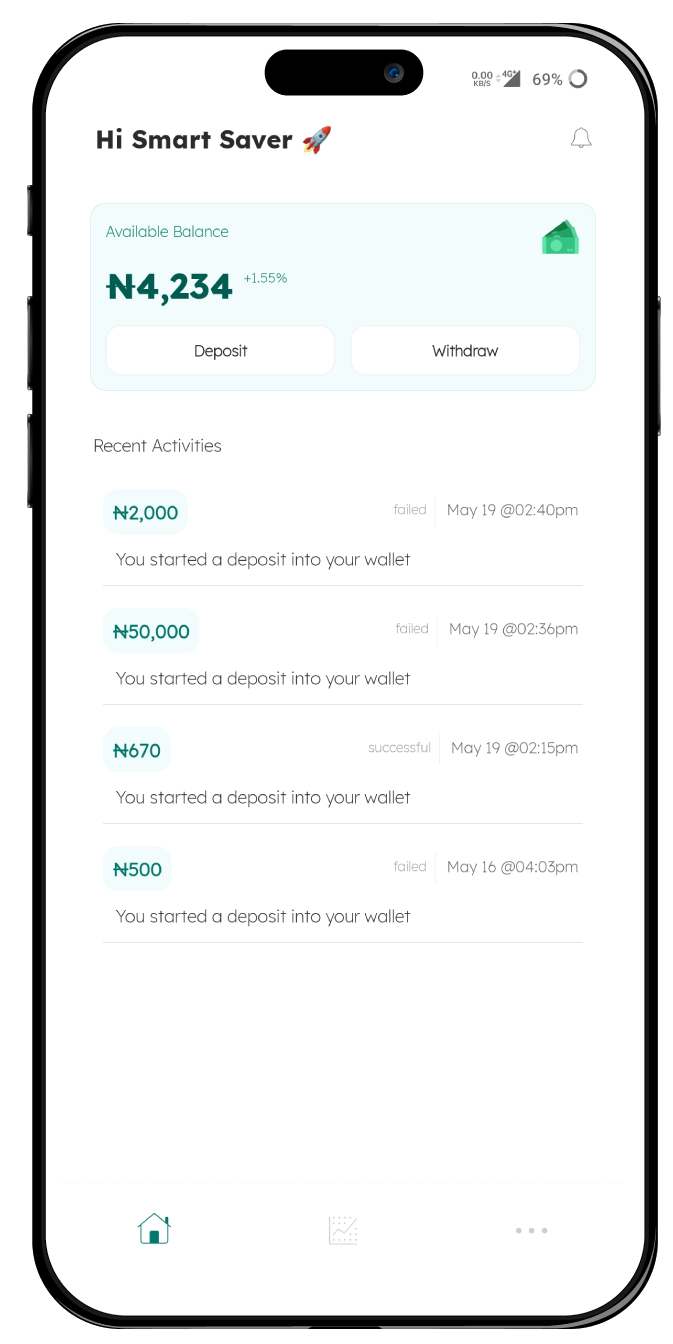 0.00 KB/S 4G+ 69%
Hi Smart Saver 🚀
Available Balance
₦4,234 +1.55%
Deposit Withdraw
Recent Activities
₦2,000 failed May 19 @02:40pm
You started a deposit into your wallet
₦50,000 failed May 19 @02:36pm
You started a deposit into your wallet
₦670 successful May 19 @02:15pm
You started a deposit into your wallet
₦500 failed May 16 @04:03pm
You started a deposit into your wallet